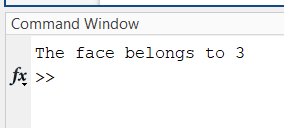 Command Window
The face belongs to 3
fx >>